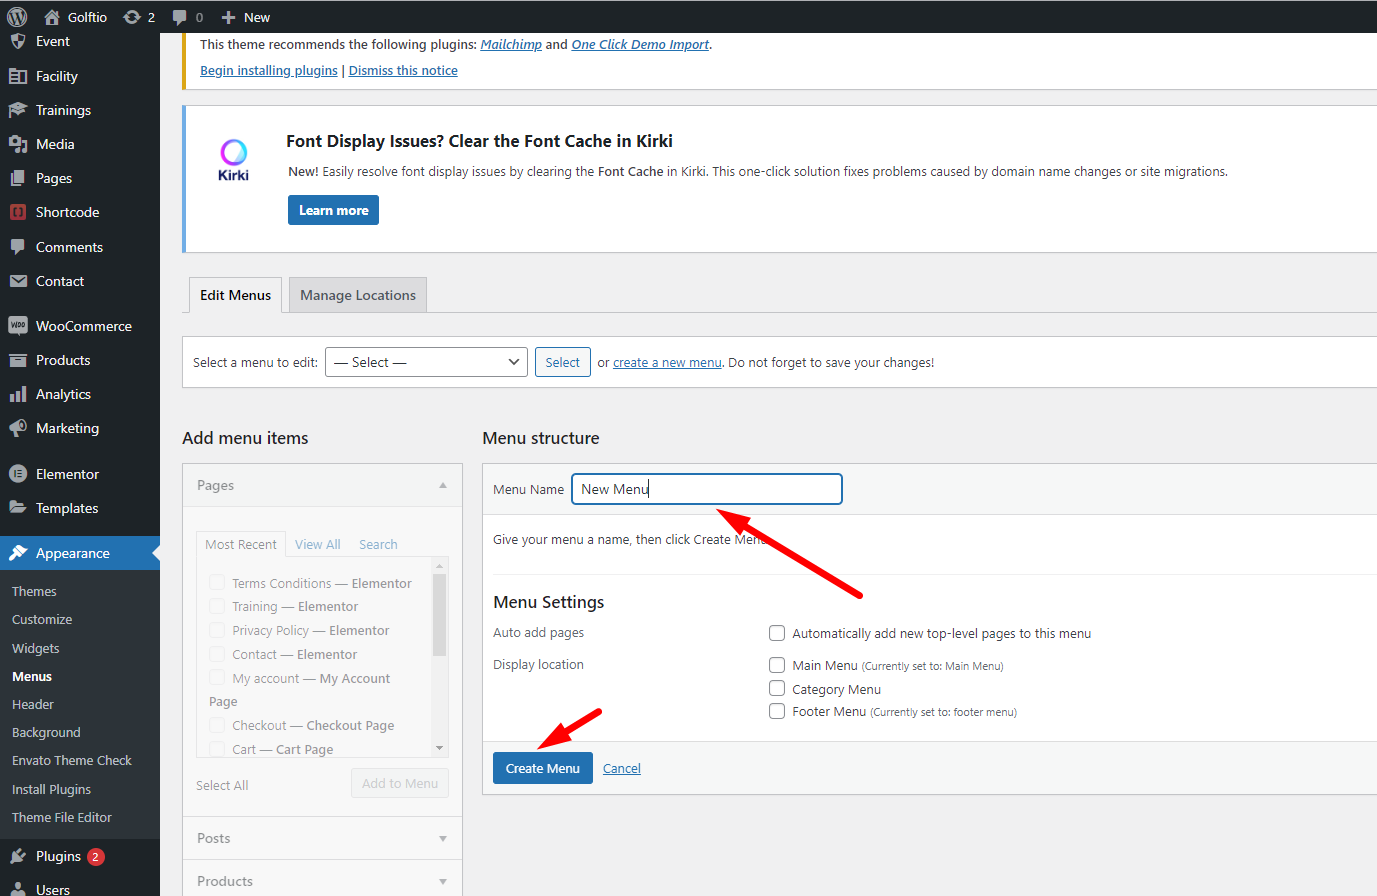 Golftio
2
0
New
Event
Facility
Trainings
Media
Pages
Shortcode
Comments
Contact
WooCommerce
Products
Analytics
Marketing
Elementor
Templates
Appearance
Themes
Customize
Widgets
Menus
Header
Background
Envato Theme Check
Install Plugins
Theme File Editor
Plugins 2
Users
This theme recommends the following plugins: Mailchimp and One Click Demo Import.
Begin installing plugins | Dismiss this notice
Kirki
Font Display Issues? Clear the Font Cache in Kirki
New! Easily resolve font display issues by clearing the Font Cache in Kirki. This one-click solution fixes problems caused by domain name changes or site migrations.
Learn more
Edit Menus
Manage Locations
Select a menu to edit: — Select — Select or create a new menu. Do not forget to save your changes!
Add menu items
Pages
Most Recent View All Search
Terms Conditions — Elementor
Training — Elementor
Privacy Policy — Elementor
Contact — Elementor
My account — My Account
Page
Checkout — Checkout Page
Cart — Cart Page
Select All
Add to Menu
Posts
Products
Menu structure
Menu Name New Menu
Give your menu a name, then click Create Menu
Menu Settings
Auto add pages
Automatically add new top-level pages to this menu
Display location
Main Menu (Currently set to: Main Menu)
Category Menu
Footer Menu (Currently set to: footer menu)
Create Menu
Cancel